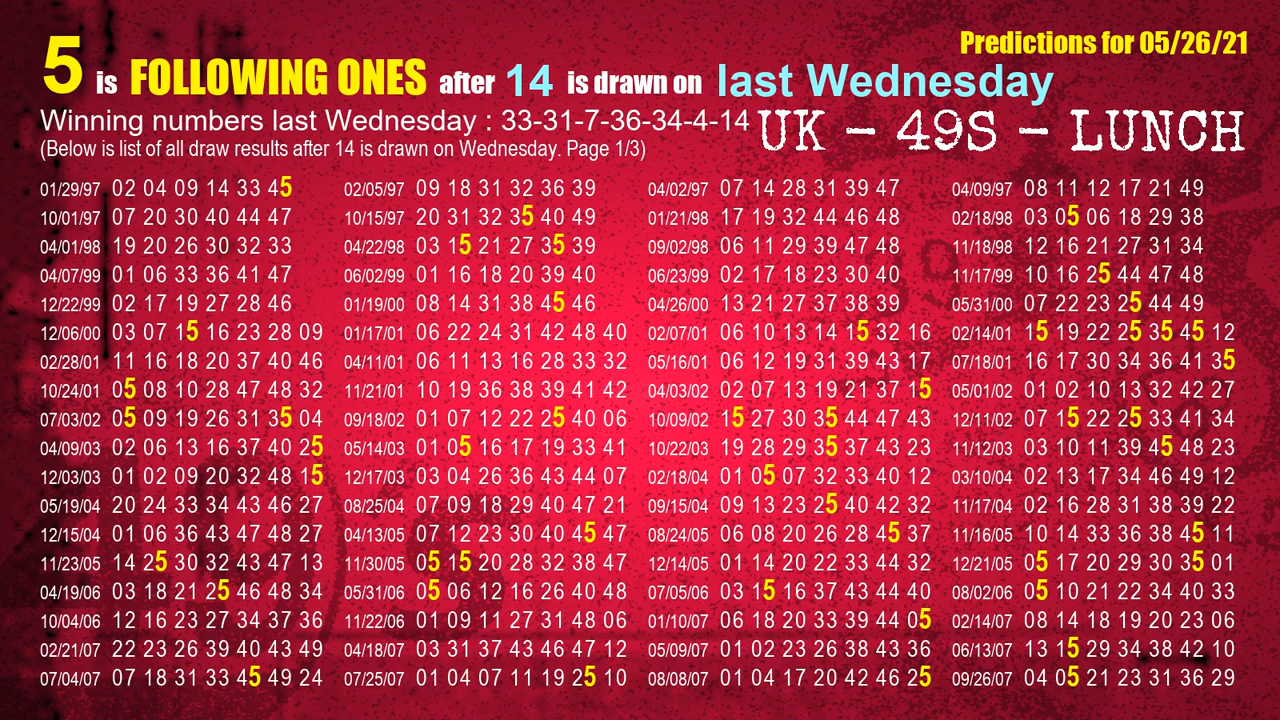 Predictions for 05/26/21
5 is FOLLOWING ONES after 14 is drawn on last Wednesday
Winning numbers last Wednesday : 33-31-7-36-34-4-14 UK - 49S - LUNCH
(Below is list of all draw results after 14 is drawn on Wednesday. Page 1/3)
01/29/97 02 04 09 14 33 45 02/05/97 09 18 31 32 36 39 04/02/97 07 14 28 31 39 47 04/09/97 08 11 12 17 21 49
10/01/97 07 20 30 40 44 47 10/15/97 20 31 32 35 40 49 01/21/98 17 19 32 44 46 48 02/18/98 03 05 06 18 29 38
04/01/98 19 20 26 30 32 33 04/22/98 03 15 21 27 35 39 09/02/98 06 11 29 39 47 48 11/18/98 12 16 21 27 31 34
04/07/99 01 06 33 36 41 47 06/02/99 01 16 18 20 39 40 06/23/99 02 17 18 23 30 40 11/17/99 10 16 25 44 47 48
12/22/99 02 17 19 27 28 46 01/19/00 08 14 31 38 45 46 04/26/00 13 21 27 37 38 39 05/31/00 07 22 23 25 44 49
12/06/00 03 07 15 16 23 28 09 01/17/01 06 22 24 31 42 48 40 02/07/01 06 10 13 14 15 32 16 02/14/01 15 19 22 25 35 45 12
02/28/01 11 16 18 20 37 40 46 04/11/01 06 11 13 16 28 33 32 05/16/01 06 12 19 31 39 43 17 07/18/01 16 17 30 34 36 41 35
10/24/01 05 08 10 28 47 48 32 11/21/01 10 19 36 38 39 41 42 04/03/02 02 07 13 19 21 37 15 05/01/02 01 02 10 13 32 42 27
07/03/02 05 09 19 26 31 35 04 09/18/02 01 07 12 22 25 40 06 10/09/02 15 27 30 35 44 47 43 12/11/02 07 15 22 25 33 41 34
04/09/03 02 06 13 16 37 40 25 05/14/03 01 05 16 17 19 33 41 10/22/03 19 28 29 35 37 43 23 11/12/03 03 10 11 39 45 48 23
12/03/03 01 02 09 20 32 48 15 12/17/03 03 04 26 36 43 44 07 02/18/04 01 05 07 32 33 40 12 03/10/04 02 13 17 34 46 49 12
05/19/04 20 24 33 34 43 46 27 08/25/04 07 09 18 29 40 47 21 09/15/04 09 13 23 25 40 42 32 11/17/04 02 16 28 31 38 39 22
12/15/04 01 06 36 43 47 48 27 04/13/05 07 12 23 30 40 45 47 08/24/05 06 08 20 26 28 45 37 11/16/05 10 14 33 36 38 45 11
11/23/05 14 25 30 32 43 47 13 11/30/05 05 15 20 28 32 38 47 12/14/05 01 14 20 22 33 44 32 12/21/05 05 17 20 29 30 35 01
04/19/06 03 18 21 25 46 48 34 05/31/06 05 06 12 16 26 40 48 07/05/06 03 15 16 37 43 44 40 08/02/06 05 10 21 22 34 40 33
10/04/06 12 16 23 27 34 37 36 11/22/06 01 09 11 27 31 48 06 01/10/07 06 18 20 33 39 44 05 02/14/07 08 14 18 19 20 23 06
02/21/07 22 23 26 39 40 43 49 04/18/07 03 31 37 43 46 47 12 05/09/07 01 02 23 26 38 43 36 06/13/07 13 15 29 34 38 42 10
07/04/07 07 18 31 33 45 49 24 07/25/07 01 04 07 11 19 25 10 08/08/07 01 04 17 20 42 46 25 09/26/07 04 05 21 23 31 36 29